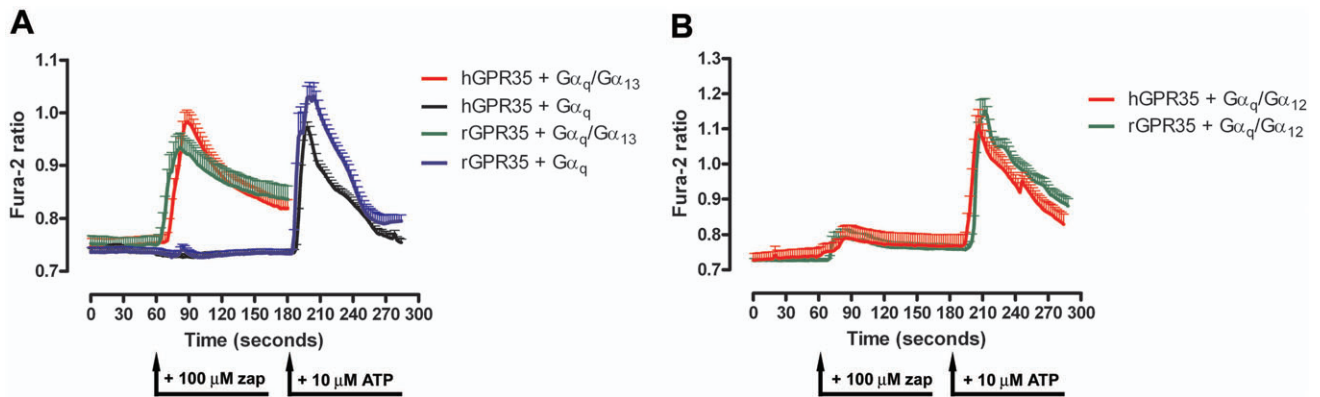 A
1.1
1.0
0.9
0.8
0.7
Fura-2 ratio
0 30 60 90 120 150 180 210 240 270 300
Time (seconds)
+ 100 μM zap
+ 10 μM ATP
hGPR35 + Gαq/Gα13
hGPR35 + Gαq
rGPR35 + Gαq/Gα13
rGPR35 + Gαq
B
1.3
1.2
1.1
1.0
0.9
0.8
0.7
Fura-2 ratio
0 30 60 90 120 150 180 210 240 270 300
Time (seconds)
+ 100 μM zap
+ 10 μM ATP
hGPR35 + Gαq/Gα12
rGPR35 + Gαq/Gα12